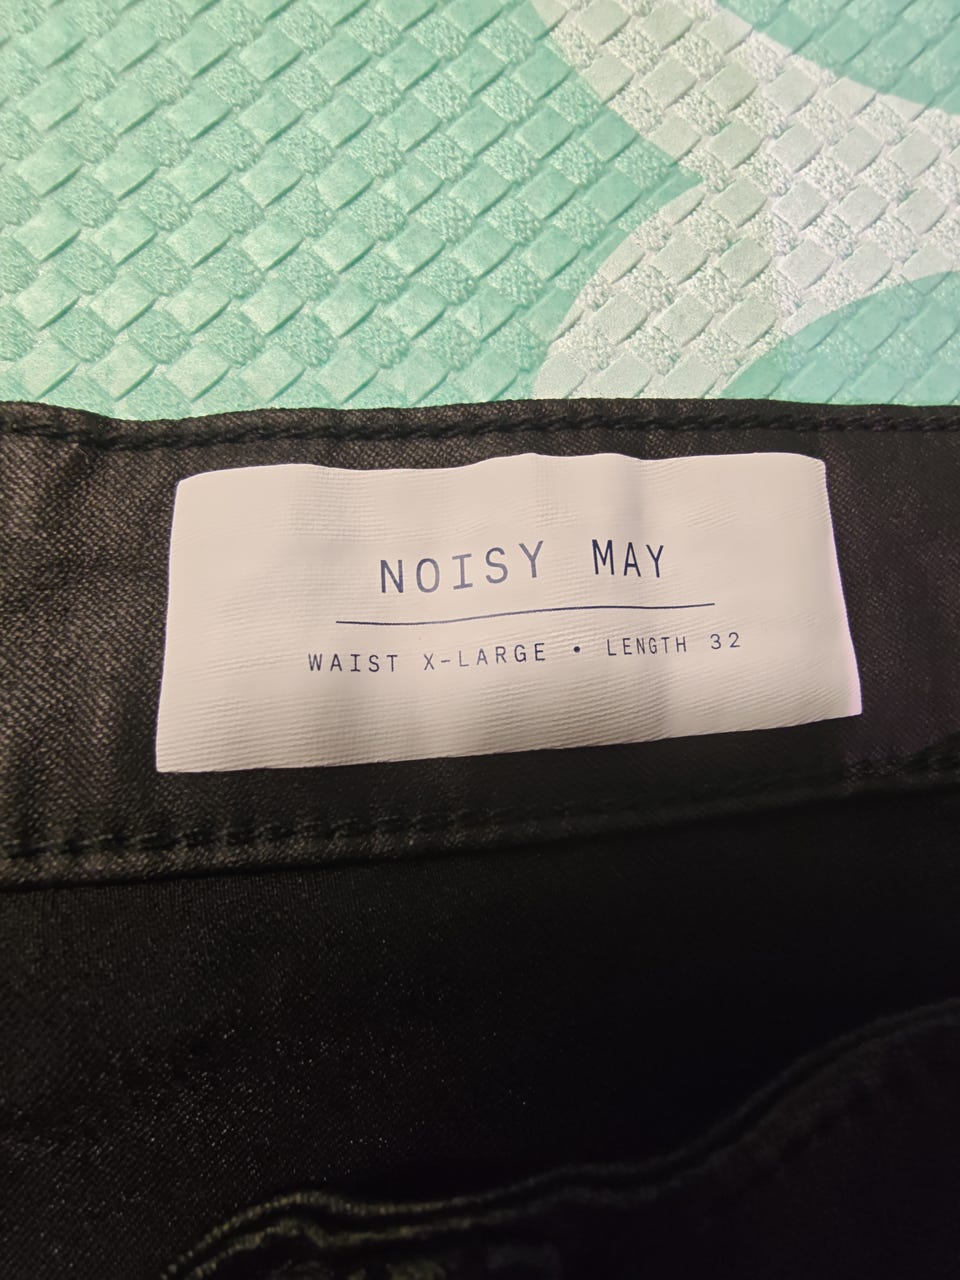 NOISY MAY
WAIST X-LARGE • LENGTH 32